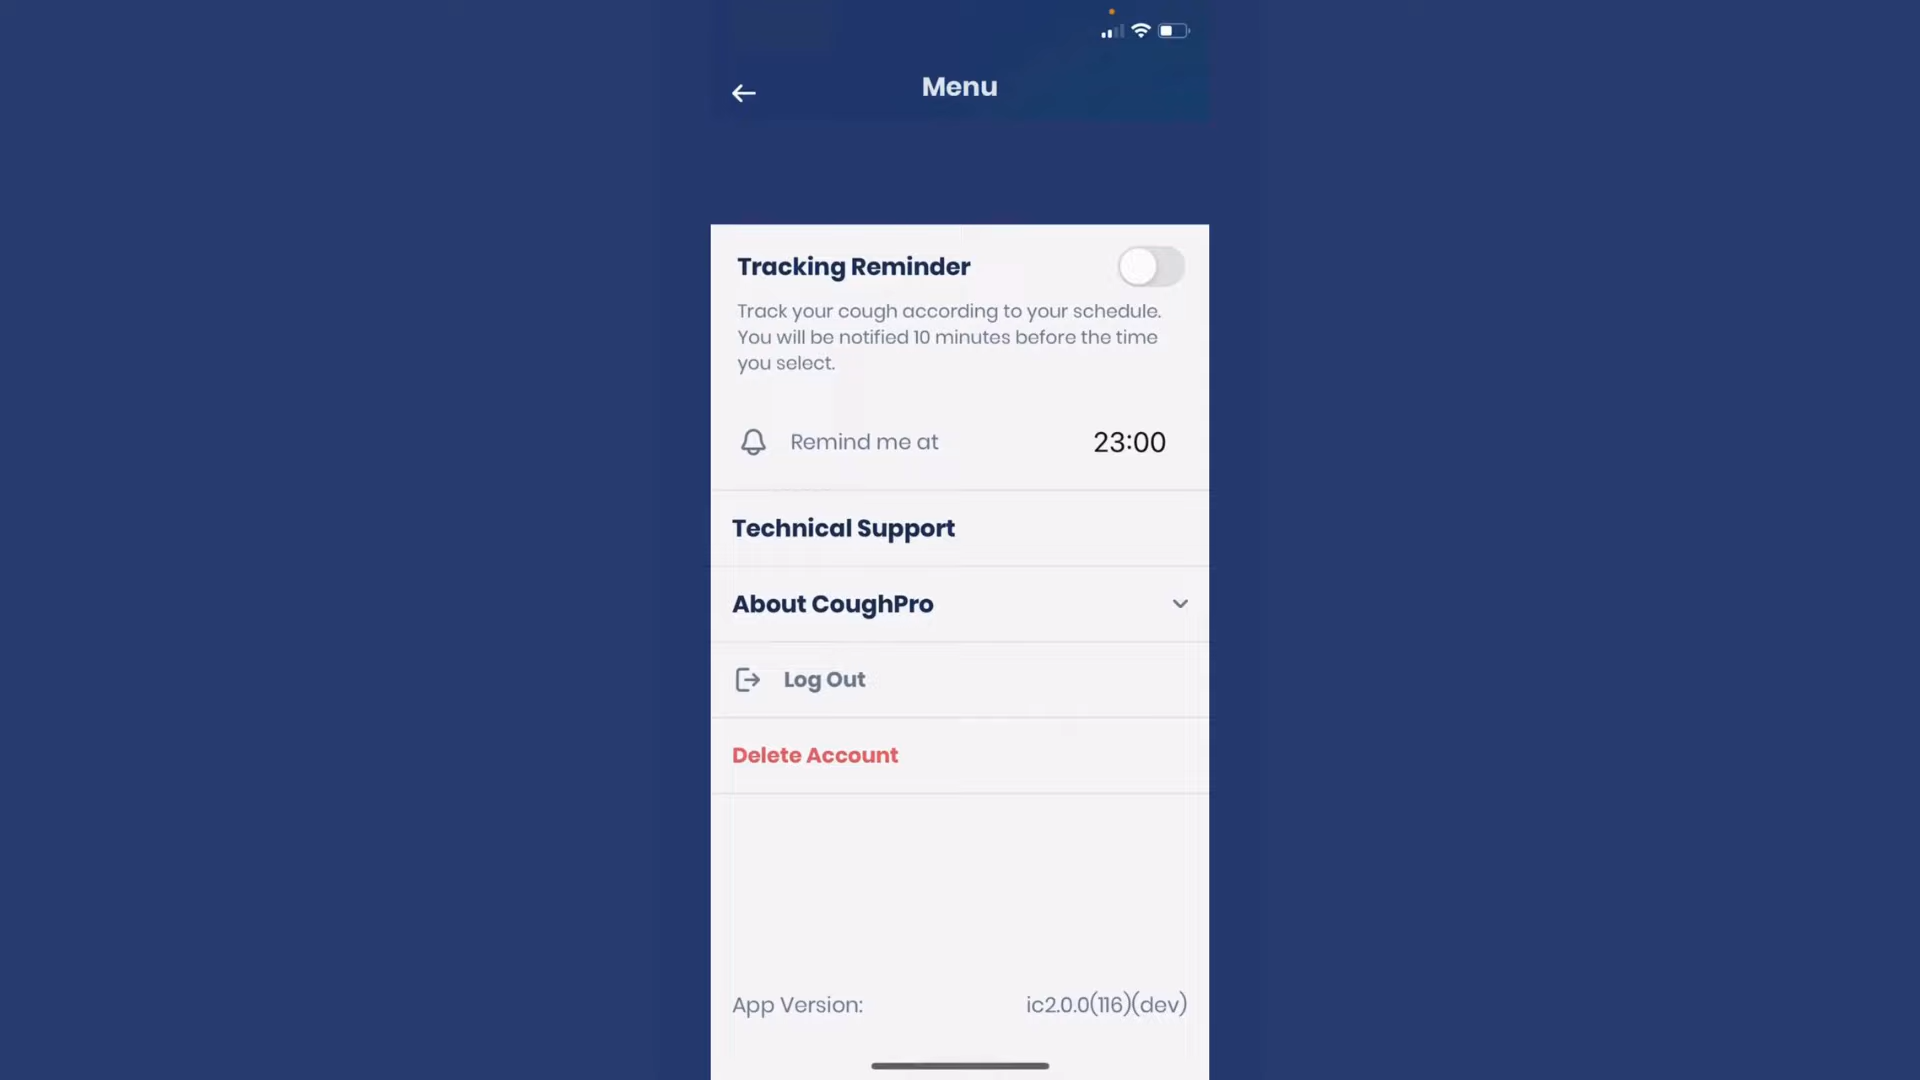 Menu
Tracking Reminder
Track your cough according to your schedule.
You will be notified 10 minutes before the time
you select.
Remind me at 23:00
Technical Support
About CoughPro
Log Out
Delete Account
App Version: ic2.0.0(116)(dev)